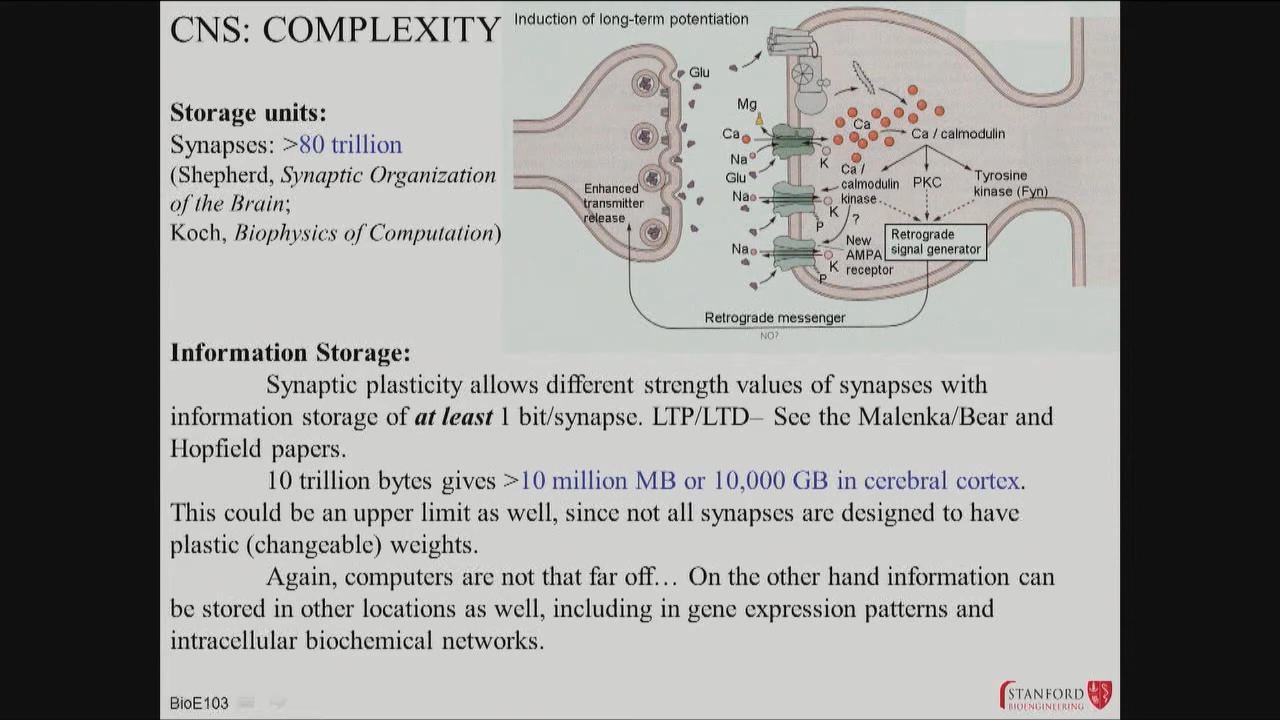 CNS: COMPLEXITY
Storage units:
Synapses: >80 trillion
(Shepherd, Synaptic Organization
of the Brain;
Koch, Biophysics of Computation)
Induction of long-term potentiation
Glu
Mg
Ca
Na
Glu
Na
Na
K
K
K
P
P
Ca
Ca / calmodulin
Ca /
calmodulin
kinase
PKC
Tyrosine
kinase (Fyn)
?
New
AMPA
receptor
Retrograde
signal generator
Enhanced
transmitter
release
Retrograde messenger
NO?
Information Storage:
Synaptic plasticity allows different strength values of synapses with
information storage of at least 1 bit/synapse. LTP/LTD– See the Malenka/Bear and
Hopfield papers.
10 trillion bytes gives >10 million MB or 10,000 GB in cerebral cortex.
This could be an upper limit as well, since not all synapses are designed to have
plastic (changeable) weights.
Again, computers are not that far off… On the other hand information can
be stored in other locations as well, including in gene expression patterns and
intracellular biochemical networks.
BioE103
STANFORD
BIOENGINEERING